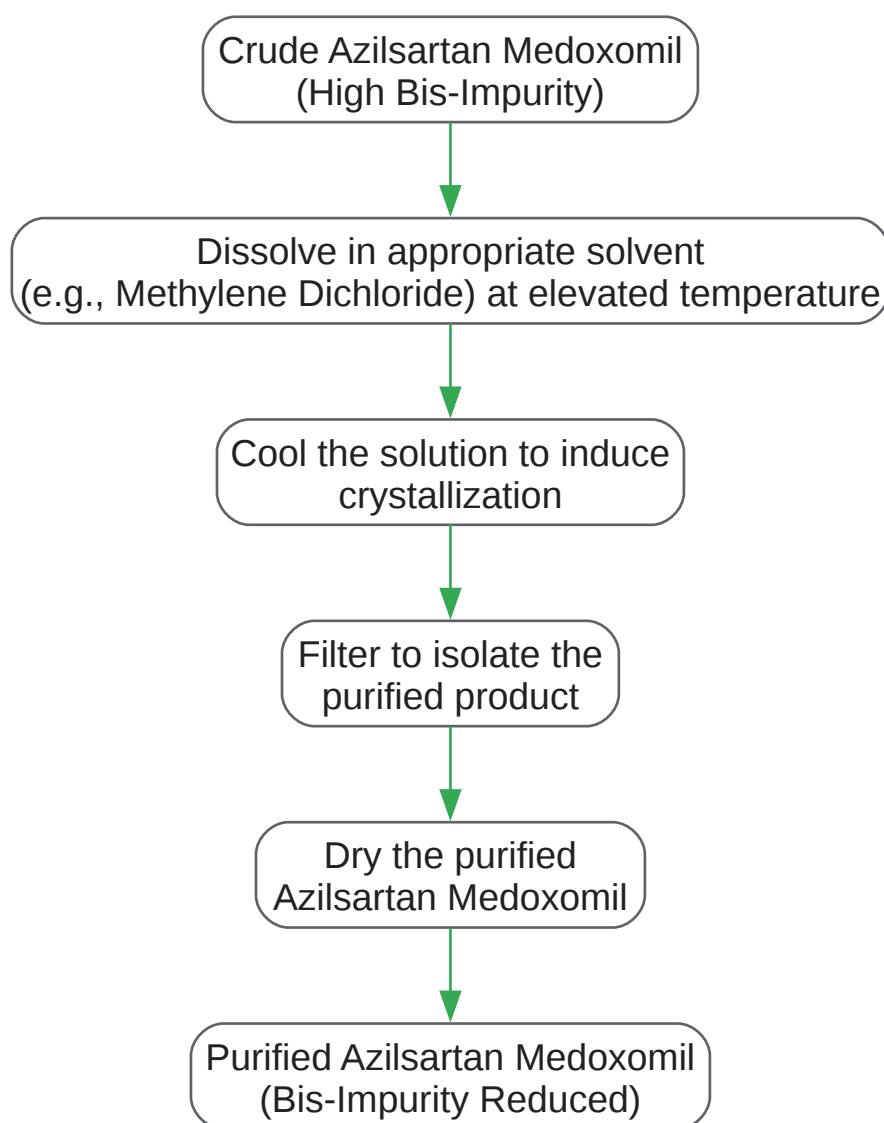 Crude Azilsartan Medoxomil
(High Bis-Impurity)
Dissolve in appropriate solvent
(e.g., Methylene Dichloride) at elevated temperature
Cool the solution to induce
crystallization
Filter to isolate the
purified product
Dry the purified
Azilsartan Medoxomil
Purified Azilsartan Medoxomil
(Bis-Impurity Reduced)